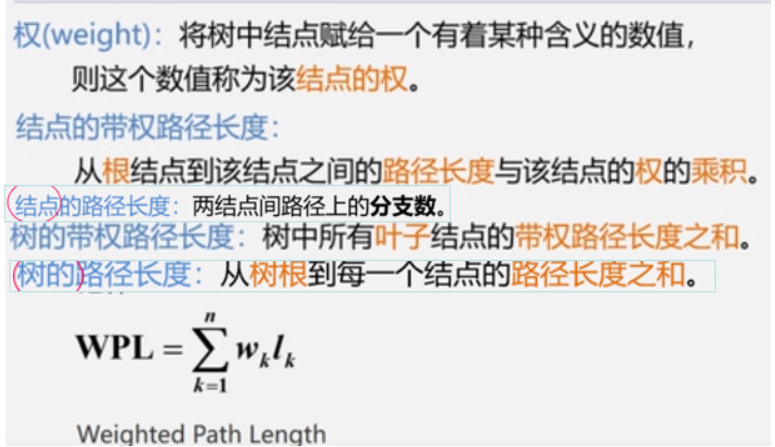 权(weight)：将树中结点赋给一个有着某种含义的数值，
则这个数值称为该结点的权。
结点的带权路径长度：
从根结点到该结点之间的路径长度与该结点的权的乘积。
结点的路径长度：两结点间路径上的分支数。
树的带权路径长度：树中所有叶子结点的带权路径长度之和。
树的路径长度：从树根到每一个结点的路径长度之和。
n
WPL = ∑ wₖlₖ
k=1
Weighted Path Length